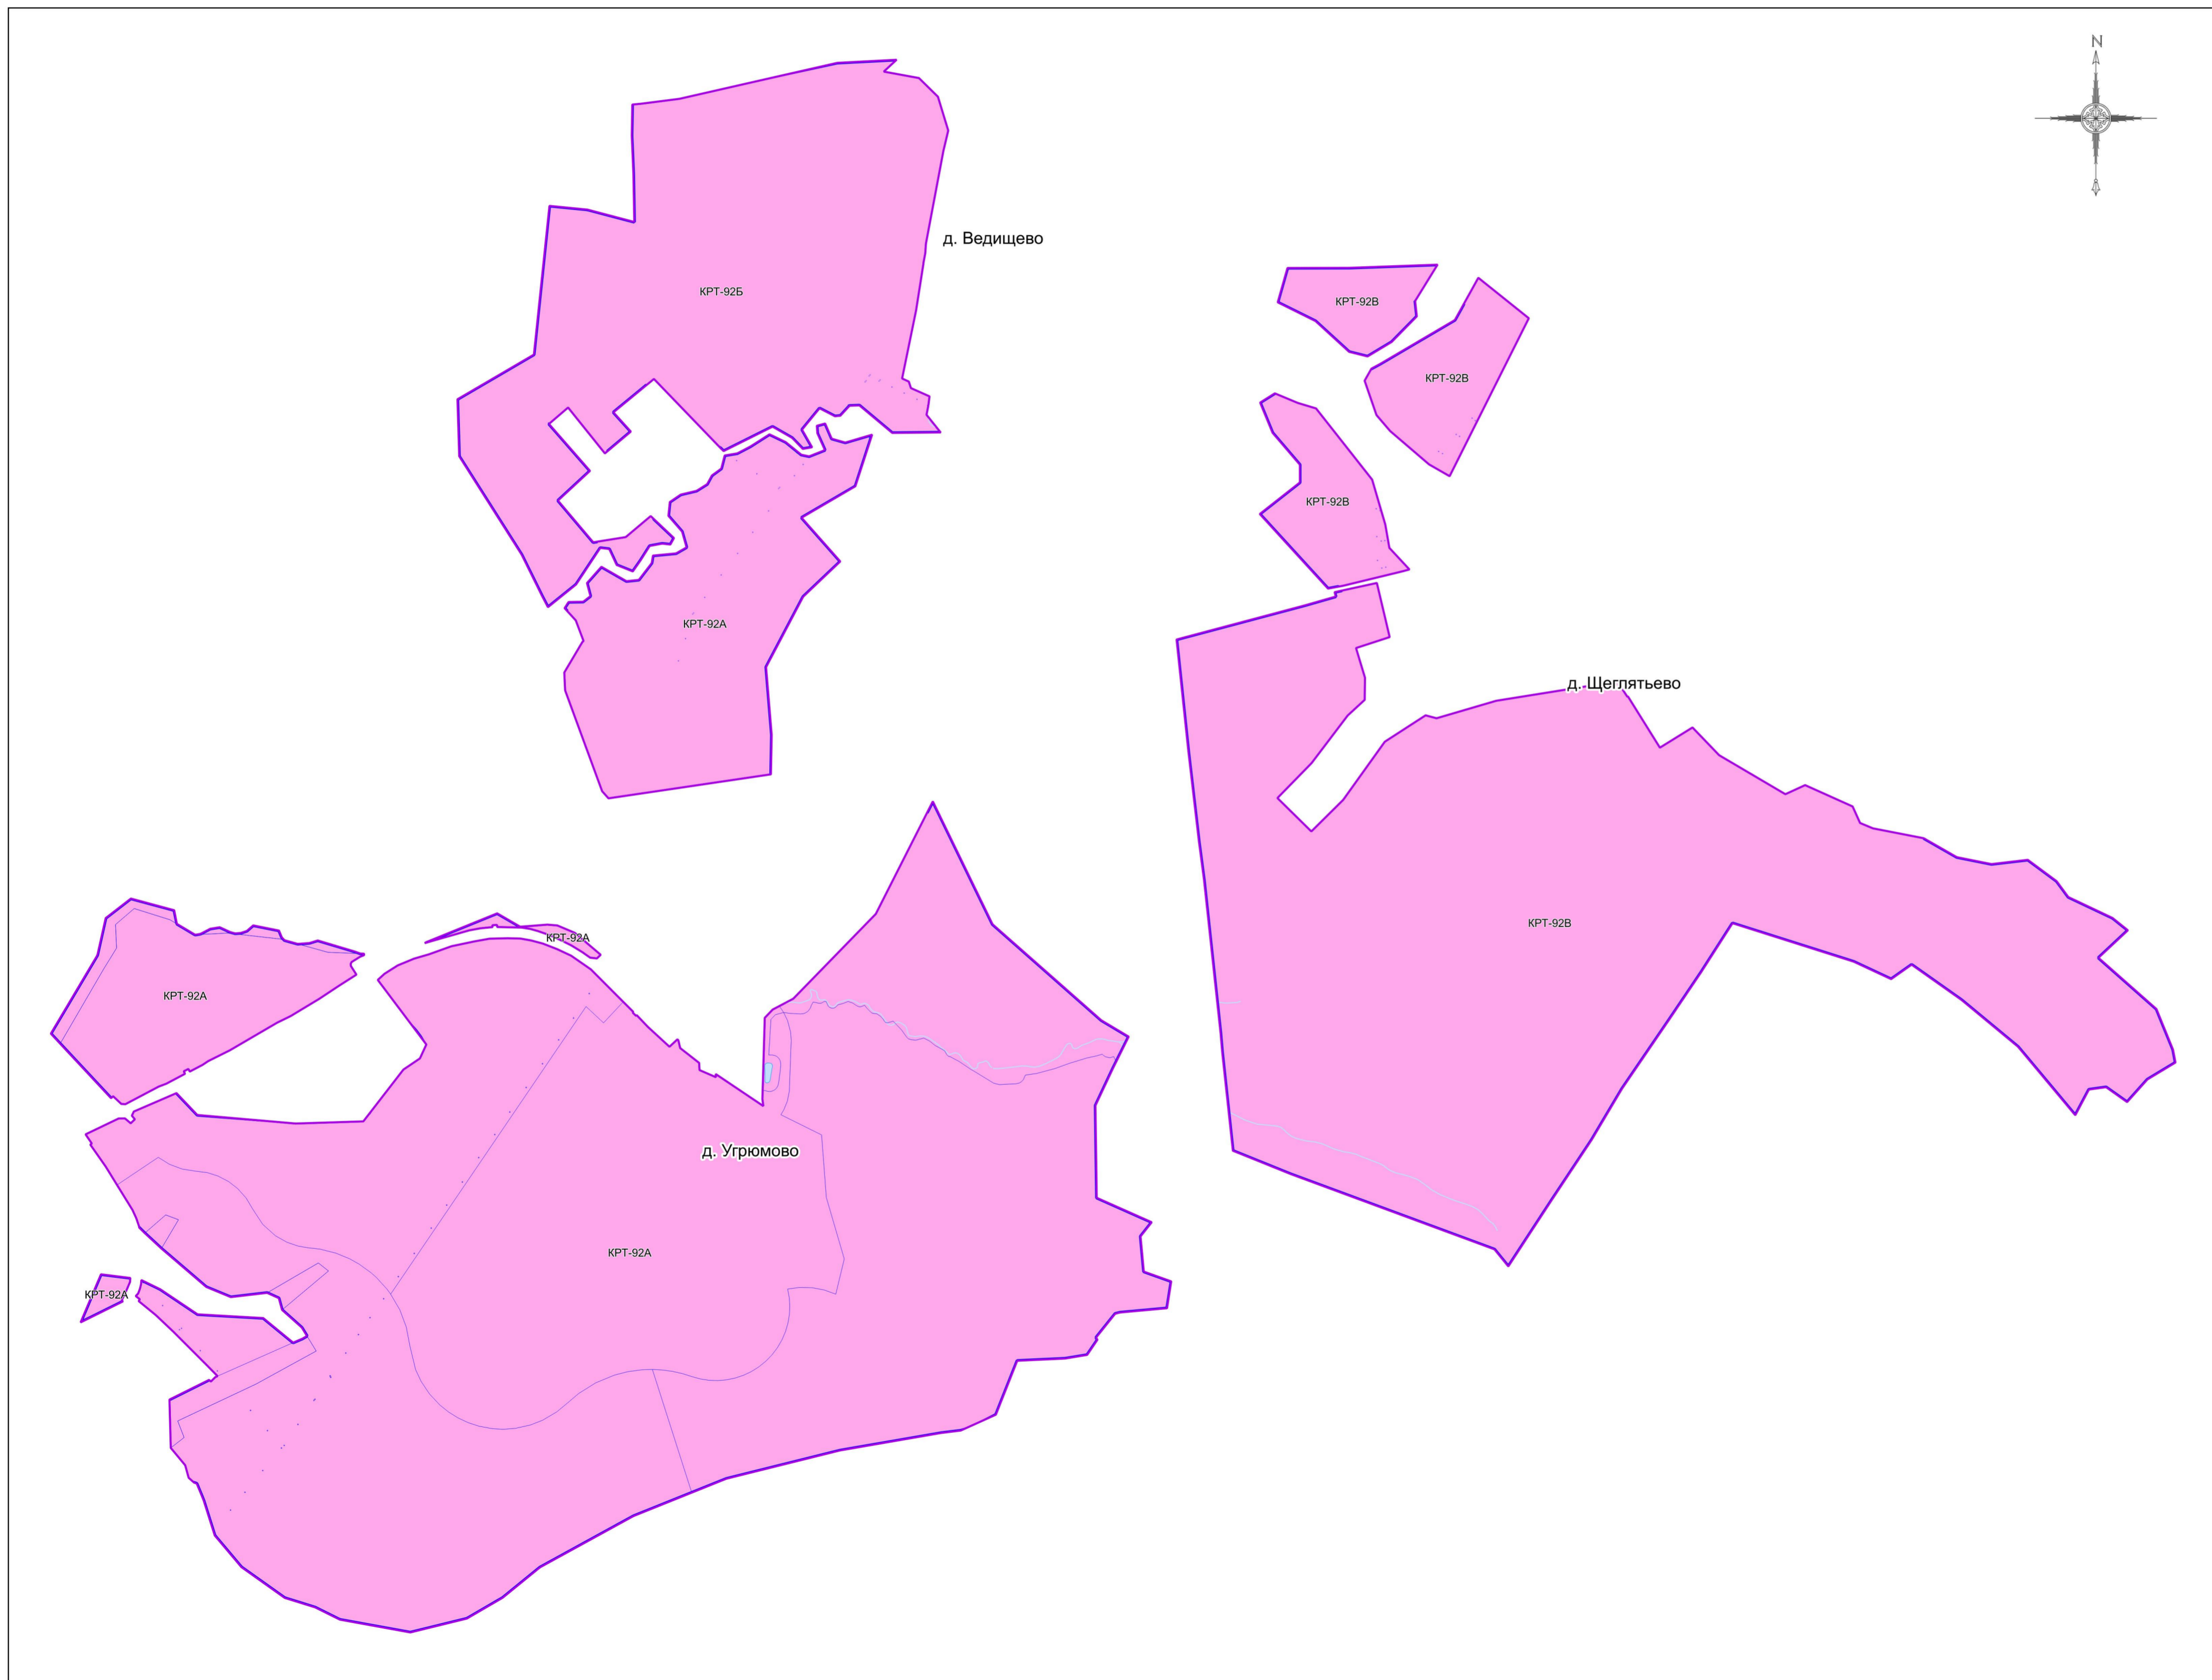 N
д. Ведищево
КРТ-92Б
КРТ-92В
КРТ-92В
КРТ-92В
КРТ-92А
д. Щеглятьево
КРТ-92В
КРТ-92А
КРТ-92А
д. Угрюмово
КРТ-92А
КРТ-92А